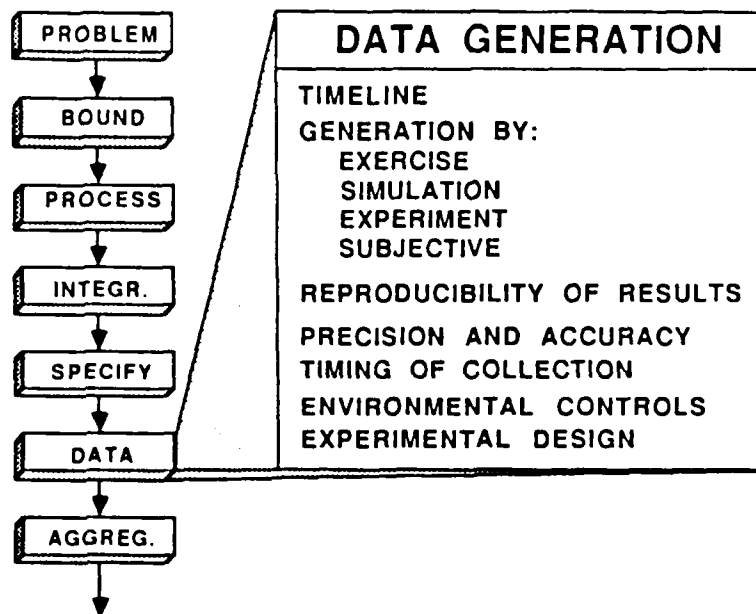 PROBLEM
BOUND
PROCESS
INTEGR.
SPECIFY
DATA
AGGREG.
DATA GENERATION
TIMELINE
GENERATION BY:
EXERCISE
SIMULATION
EXPERIMENT
SUBJECTIVE
REPRODUCIBILITY OF RESULTS
PRECISION AND ACCURACY
TIMING OF COLLECTION
ENVIRONMENTAL CONTROLS
EXPERIMENTAL DESIGN